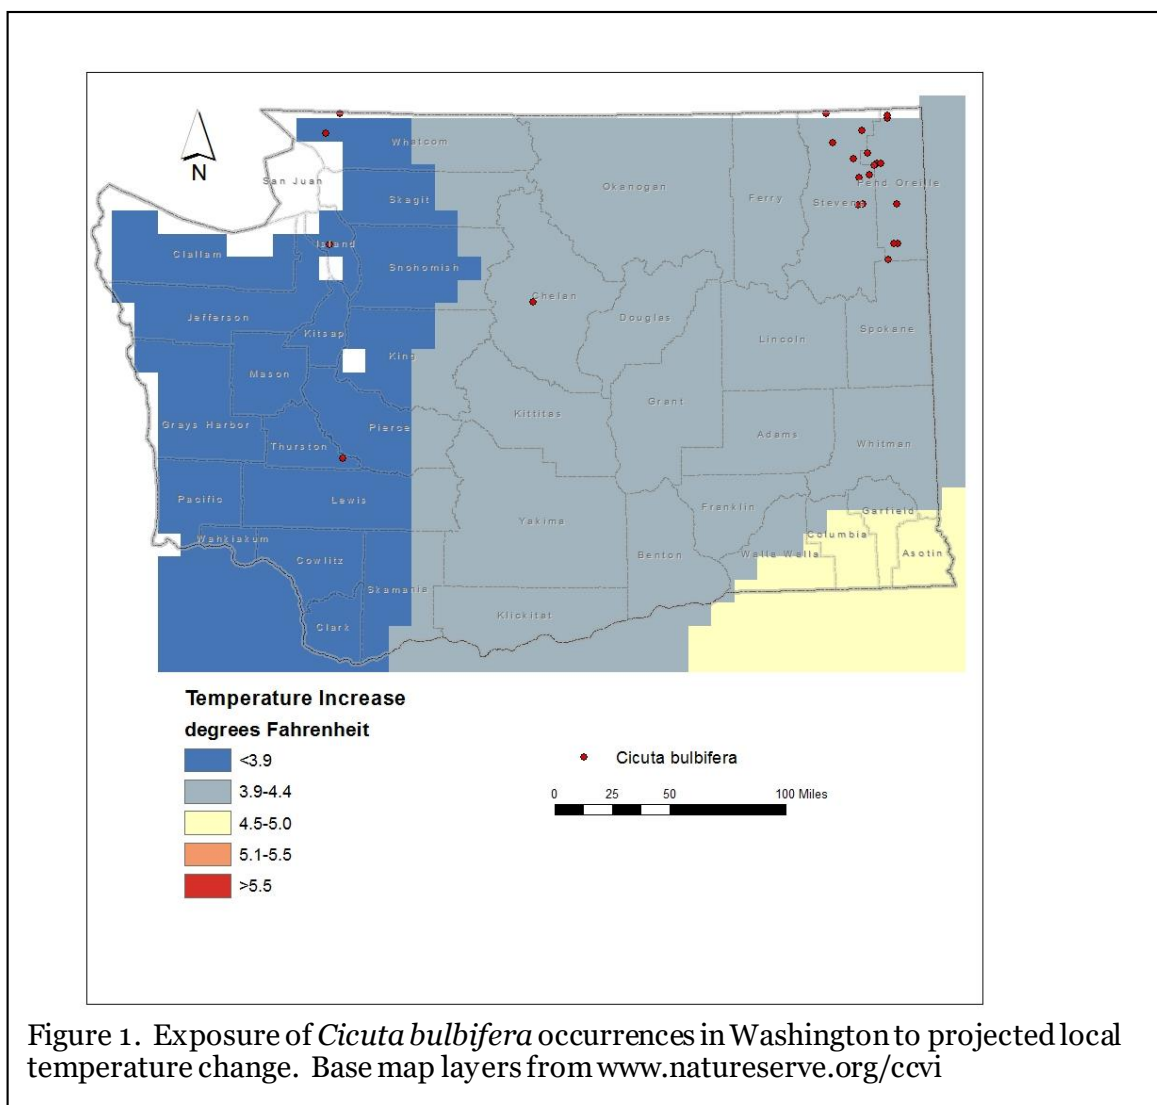 N
Whatcom
San Juan
Skagit
Okanogan
Ferry
Stevens
Pend Oreille
Island
Clallam
Snohomish
Chelan
Jefferson
Douglas
Kitsap
Lincoln
Spokane
King
Mason
Grant
Kittitas
Grays Harbor
Pierce
Thurston
Adams
Whitman
Pacific
Lewis
Yakima
Franklin
Garfield
Columbia
Wahkiakum
Walla Walla
Asotin
Cowlitz
Benton
Skamania
Klickitat
Clark
Temperature Increase
degrees Fahrenheit
<3.9
3.9-4.4
4.5-5.0
5.1-5.5
>5.5
Cicuta bulbifera
0 25 50 100 Miles
Figure 1. Exposure of Cicuta bulbifera occurrences in Washington to projected local
temperature change. Base map layers from www.natureserve.org/ccvi